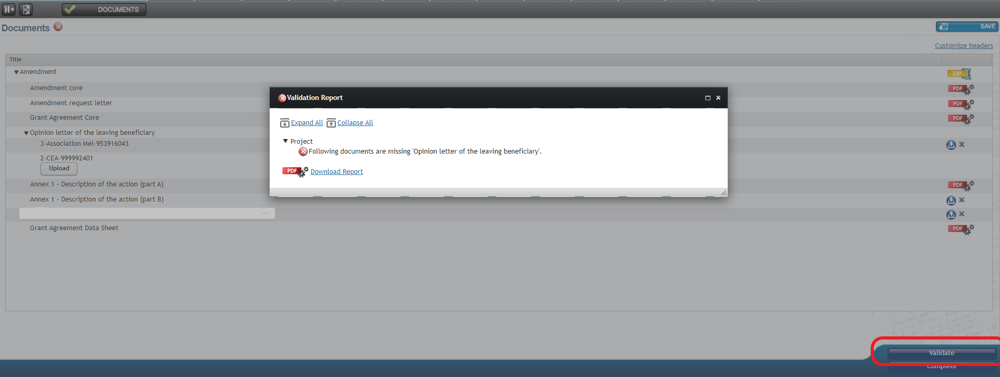 DOCUMENTS
Documents
SAVE
Customize headers
Title
Amendment
ZIP
Amendment core
PDF
Amendment request letter
PDF
Grant Agreement Core
PDF
Opinion letter of the leaving beneficiary
3-Association Mel-953916043
2-CEA-999992401
Upload
Annex 1 - Description of the action (part A)
PDF
Annex 1 - Description of the action (part B)
Grant Agreement Data Sheet
PDF
Validation Report
Expand All Collapse All
Project
Following documents are missing 'Opinion letter of the leaving beneficiary'.
PDF Download Report
Validate
Complete